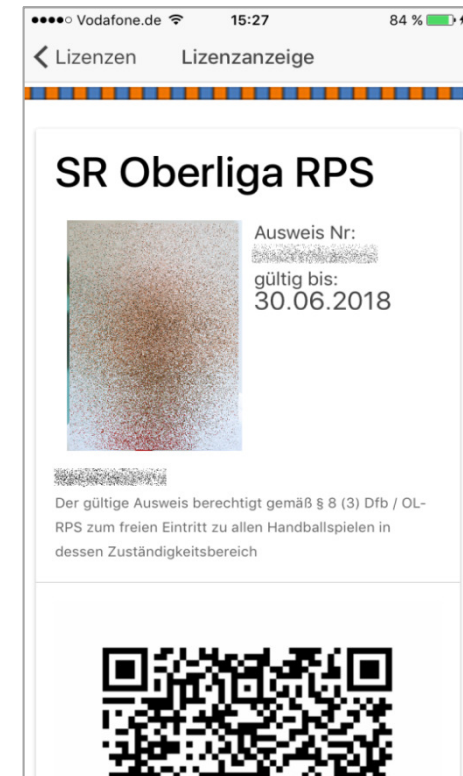 Vodafone.de 15:27 84 %
Lizenzen Lizenzanzeige
SR Oberliga RPS
Ausweis Nr:
gültig bis:
30.06.2018
Der gültige Ausweis berechtigt gemäß § 8 (3) Dfb / OL-
RPS zum freien Eintritt zu allen Handballspielen in
dessen Zuständigkeitsbereich